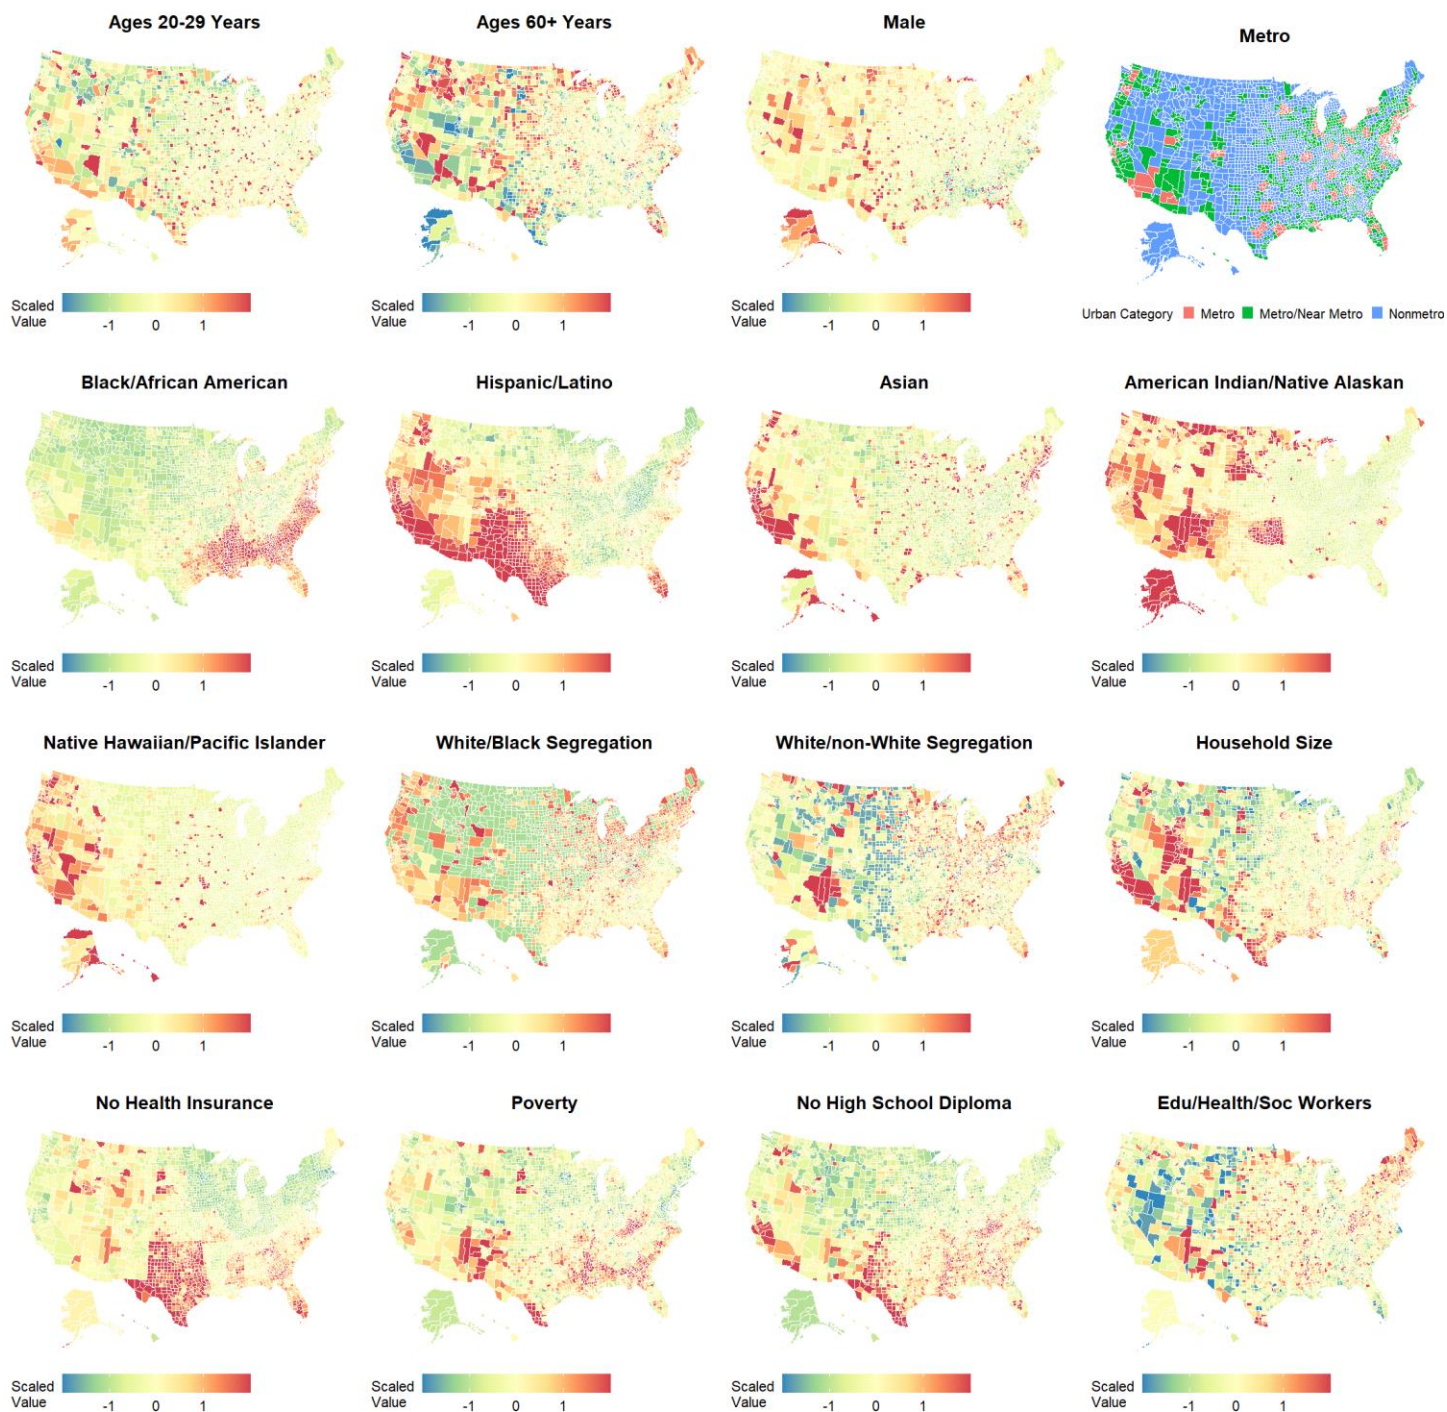 Ages 20-29 Years
Ages 60+ Years
Male
Metro
Scaled
Value
-1 0 1
Scaled
Value
-1 0 1
Scaled
Value
-1 0 1
Urban Category Metro Metro/Near Metro Nonmetro
Black/African American
Hispanic/Latino
Asian
American Indian/Native Alaskan
Scaled
Value
-1 0 1
Scaled
Value
-1 0 1
Scaled
Value
-1 0 1
Scaled
Value
-1 0 1
Native Hawaiian/Pacific Islander
White/Black Segregation
White/non-White Segregation
Household Size
Scaled
Value
-1 0 1
Scaled
Value
-1 0 1
Scaled
Value
-1 0 1
Scaled
Value
-1 0 1
No Health Insurance
Poverty
No High School Diploma
Edu/Health/Soc Workers
Scaled
Value
-1 0 1
Scaled
Value
-1 0 1
Scaled
Value
-1 0 1
Scaled
Value
-1 0 1